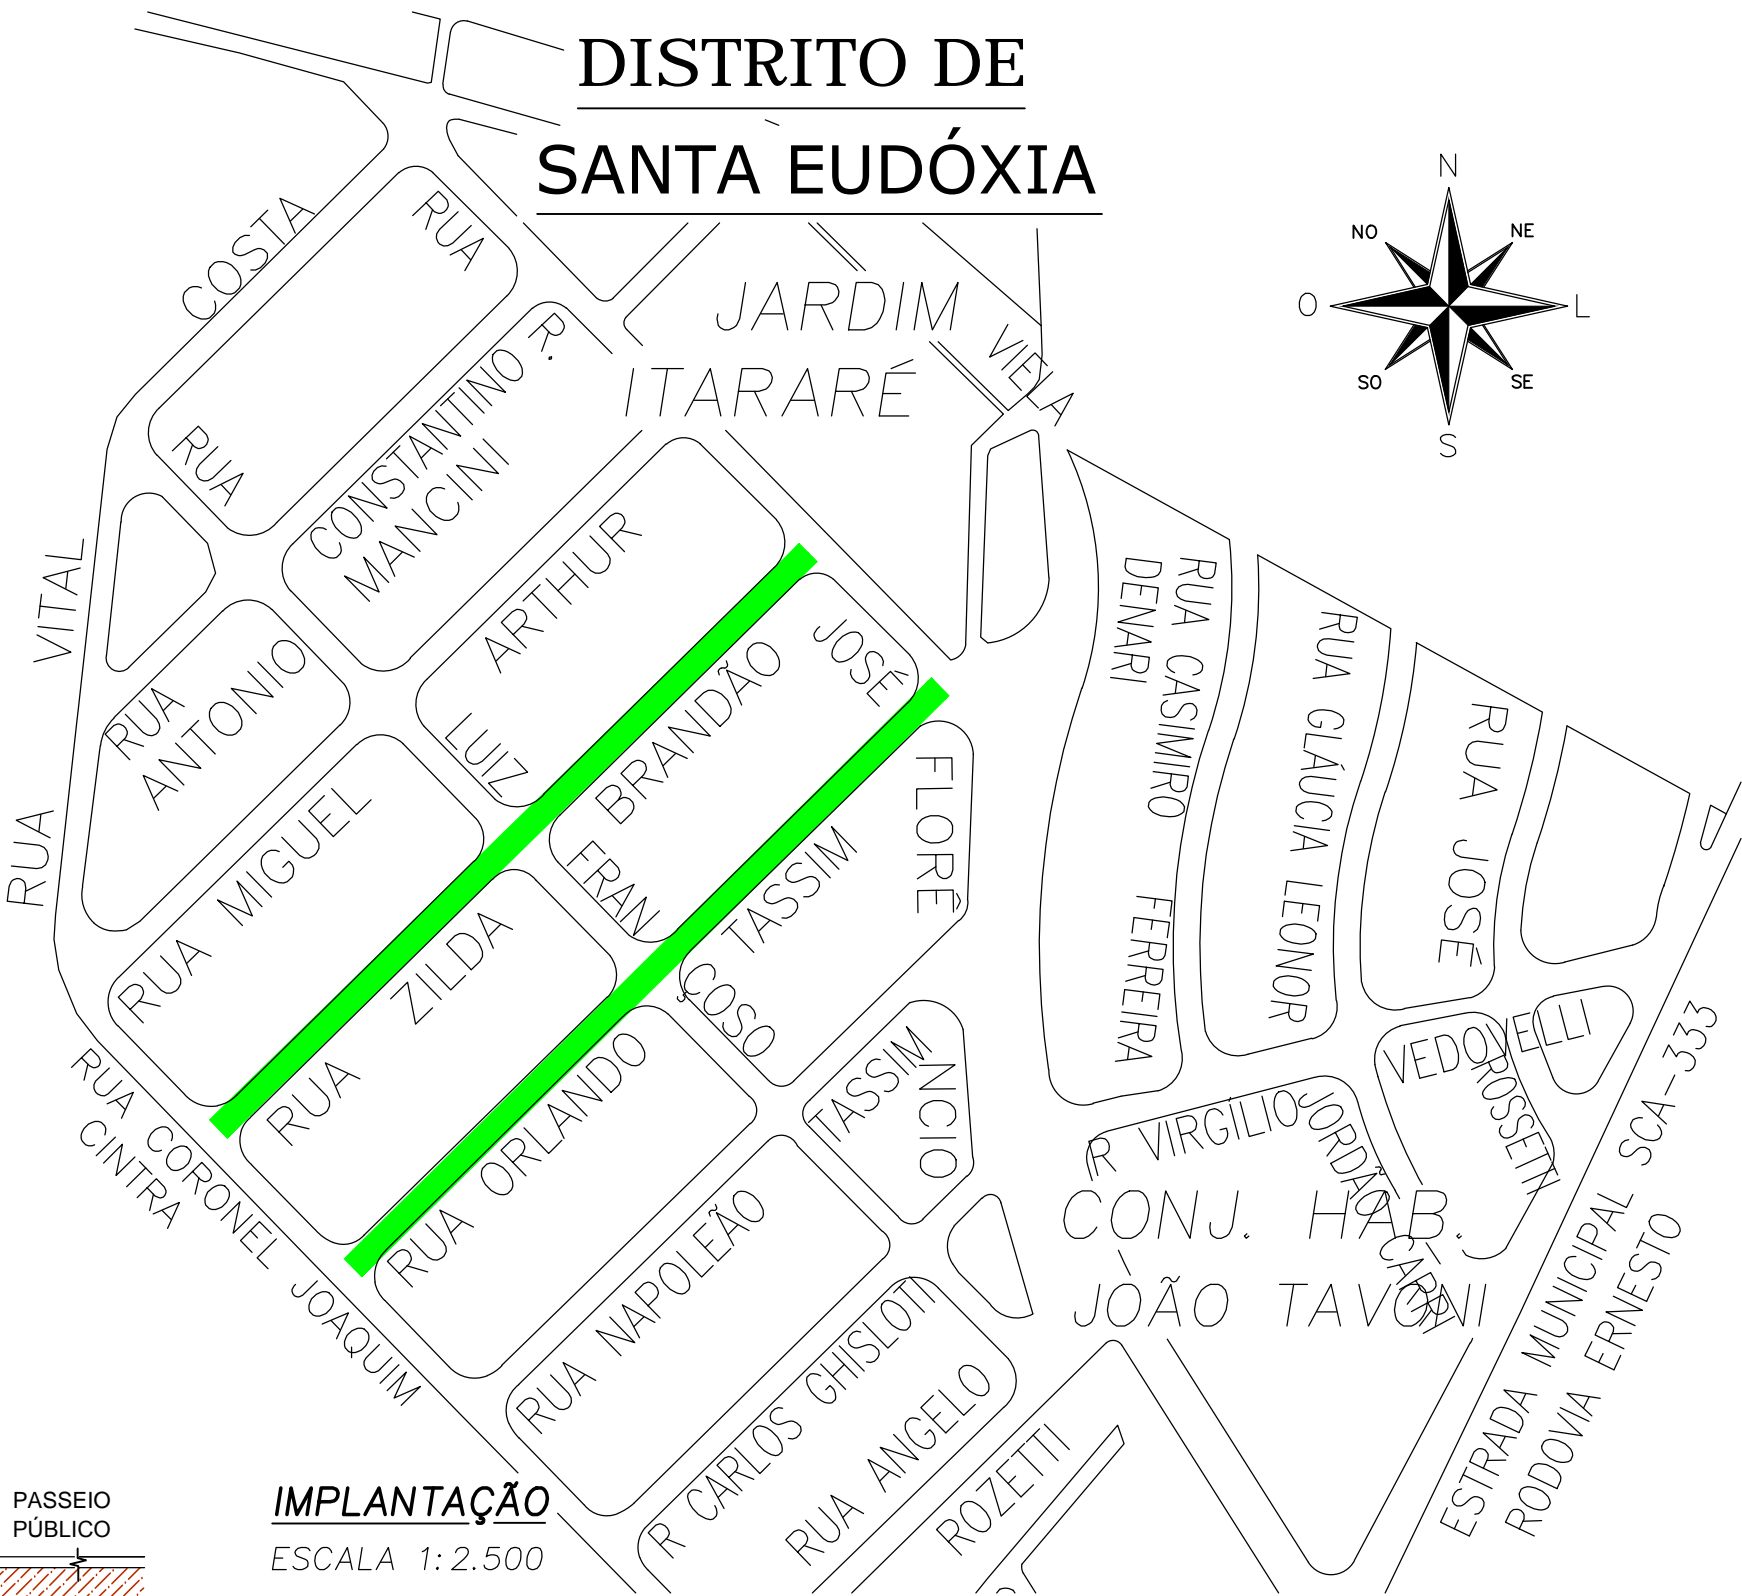 DISTRITO DE
SANTA EUDÓXIA
N
NO
NE
O
L
SO
SE
S
COSTA
RUA
JARDIM
ITARARÉ
VIELA
R.
CONSTANTINO
MANCINI
RUA
VITAL
RUA
ARTHUR
LUIZ
RUA
ANTONIO
RUA MIGUEL
BRANDÃO
JOSÉ
FLORÊ
NCIO
FRAN
ÇOSO
RUA ZILDA
TASSIM
RUA ORLANDO
TASSIM
RUA CASIMIRO FERREIRA
DENARI
RUA GLÁUCIA LEONOR
RUA JOSÉ
VEDOVELLI
ROSSETTI
R VIRGÍLIO
JORDÃO
CARRI
CONJ. HAB.
JOÃO TAVONI
RUA CORONEL JOAQUIM
CINTRA
RUA NAPOLEÃO
R CARLOS GHISLOTI
RUA ANGELO
ROZETTI
ESTRADA MUNICIPAL SCA-333
RODOVIA ERNESTO
PASSEIO
PÚBLICO
IMPLANTAÇÃO
ESCALA 1:2.500